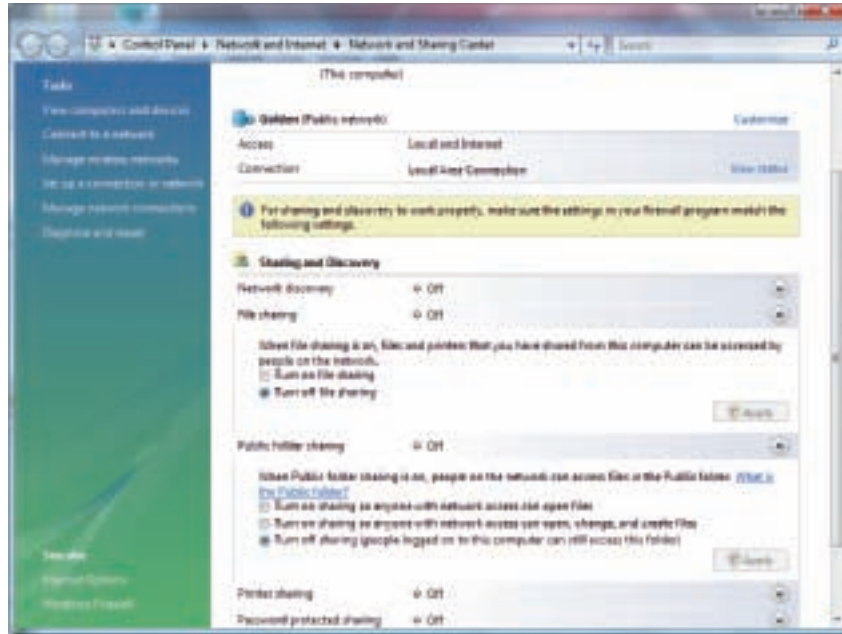 Control Panel Network and Internet Network and Sharing Center
Search
Tasks
View computers and devices
Connect to a network
Manage wireless networks
Set up a connection or network
Manage network connections
Diagnose and repair
See also
Internet Options
Windows Firewall
(This computer)
(Public network)
Customize
Access Local and Internet
Connection Local Area Connection View status
For sharing and discovery to work properly, make sure the settings in your firewall program match the
following settings.
Sharing and Discovery
Network discovery Off
File sharing Off
When file sharing is on, files and printers that you have shared from this computer can be accessed by
people on the network.
Turn on file sharing
Turn off file sharing
Apply
Public folder sharing Off
When Public folder sharing is on, people on the network can access files in the Public folder. What is
the Public folder?
Turn on sharing so anyone with network access can open files
Turn on sharing so anyone with network access can open, change, and create files
Turn off sharing (people logged on to this computer can still access this folder)
Apply
Printer sharing Off
Password protected sharing Off